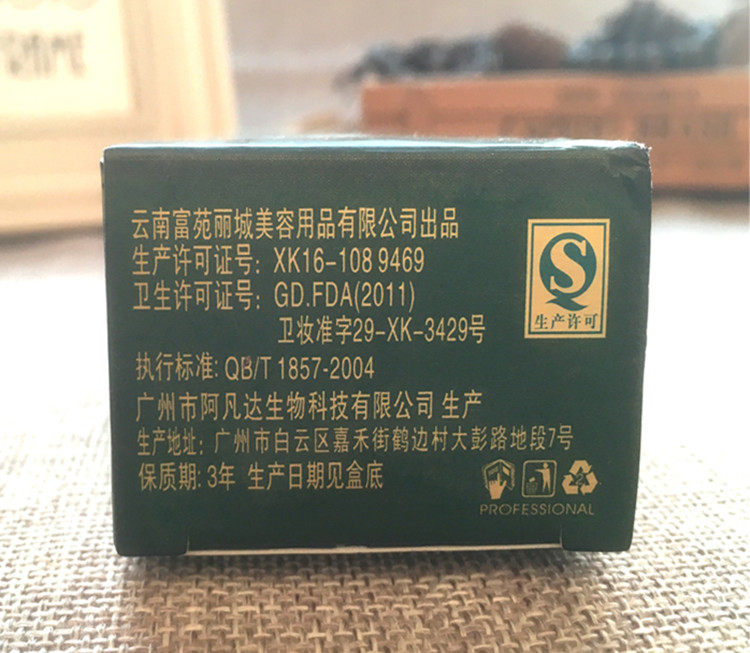 云南富苑丽城美容用品有限公司出品
生产许可证号：XK16-108 9469
卫生许可证号：GD.FDA(2011)
卫妆准字29-XK-3429号
执行标准: QB/T 1857-2004
广州市阿凡达生物科技有限公司 生产
生产地址：广州市白云区嘉禾街鹤边村大彭路地段7号
保质期: 3年 生产日期见盒底
生产许可
PROFESSIONAL